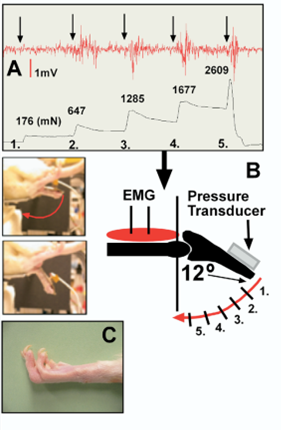 A
1mV
2609
1677
1285
647
176 (mN)
1.
2.
3.
4.
5.
B
EMG
Pressure
Transducer
12°
1.
2.
3.
4.
5.
C